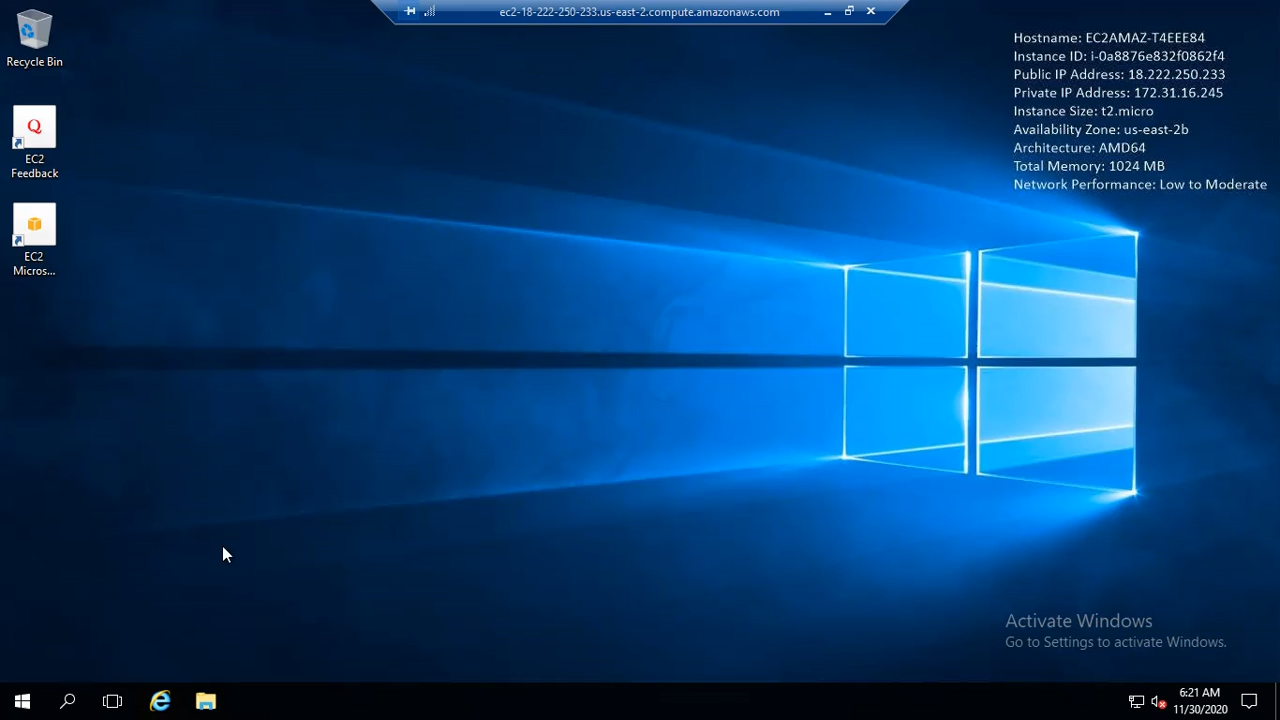 ec2-18-222-250-233.us-east-2.compute.amazonaws.com
Recycle Bin
Q
EC2
Feedback
EC2
Micros...
Hostname: EC2AMAZ-T4EEE84
Instance ID: i-0a8876e832f0862f4
Public IP Address: 18.222.250.233
Private IP Address: 172.31.16.245
Instance Size: t2.micro
Availability Zone: us-east-2b
Architecture: AMD64
Total Memory: 1024 MB
Network Performance: Low to Moderate
Activate Windows
Go to Settings to activate Windows.
6:21 AM
11/30/2020